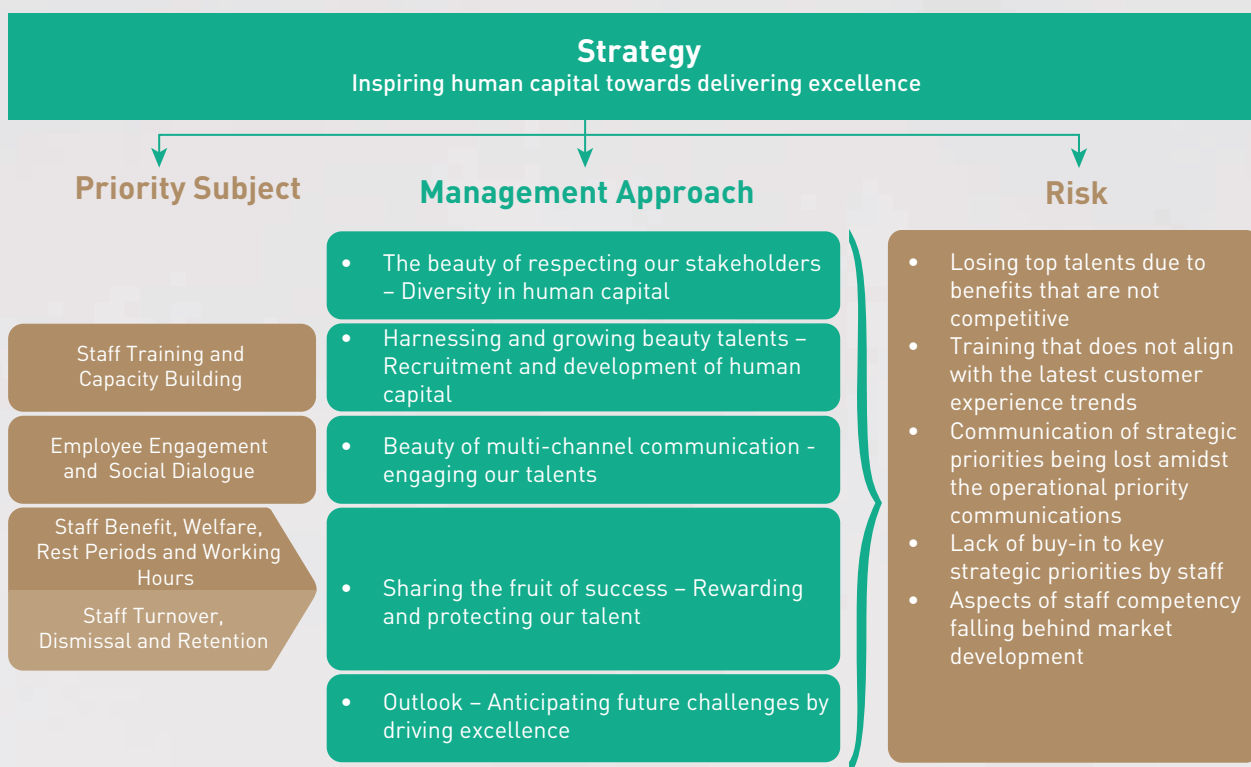 Strategy
Inspiring human capital towards delivering excellence
Priority Subject
Staff Training and
Capacity Building
Employee Engagement
and Social Dialogue
Staff Benefit, Welfare,
Rest Periods and Working
Hours
Staff Turnover,
Dismissal and Retention
Management Approach
• The beauty of respecting our stakeholders
– Diversity in human capital
• Harnessing and growing beauty talents –
Recruitment and development of human
capital
• Beauty of multi-channel communication -
engaging our talents
• Sharing the fruit of success – Rewarding
and protecting our talent
• Outlook – Anticipating future challenges by
driving excellence
Risk
• Losing top talents due to
benefits that are not
competitive
• Training that does not align
with the latest customer
experience trends
• Communication of strategic
priorities being lost amidst
the operational priority
communications
• Lack of buy-in to key
strategic priorities by staff
• Aspects of staff competency
falling behind market
development